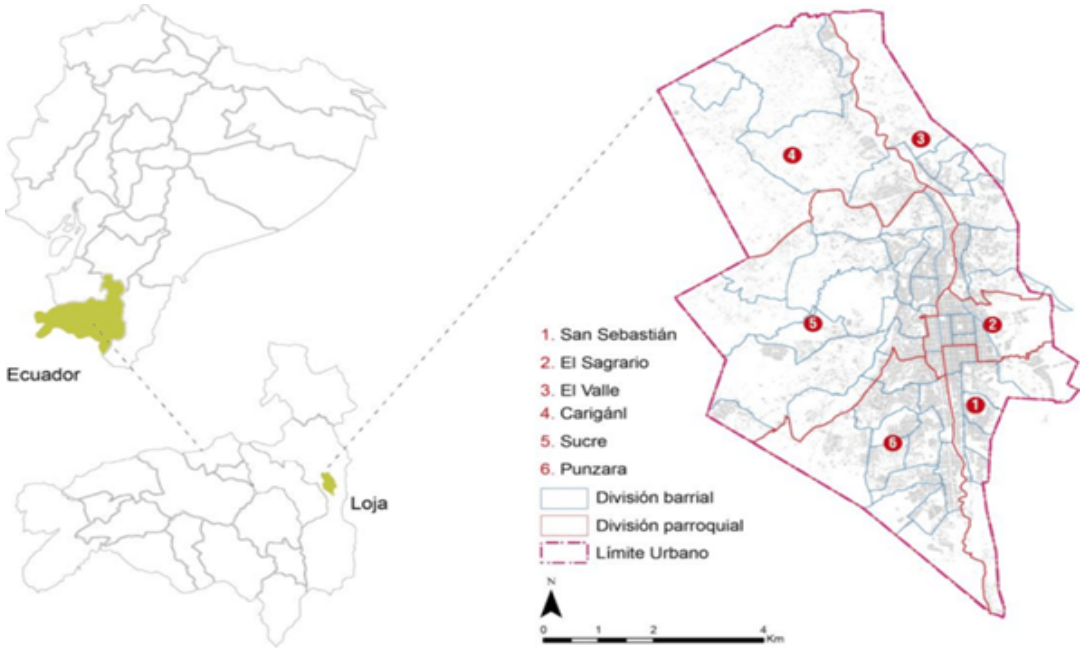 Ecuador
Loja
1. San Sebastián
2. El Sagrario
3. El Valle
4. Carigánl
5. Sucre
6. Punzara
División barrial
División parroquial
Límite Urbano
N
0 1 2 4
Km
4
3
5
2
1
6